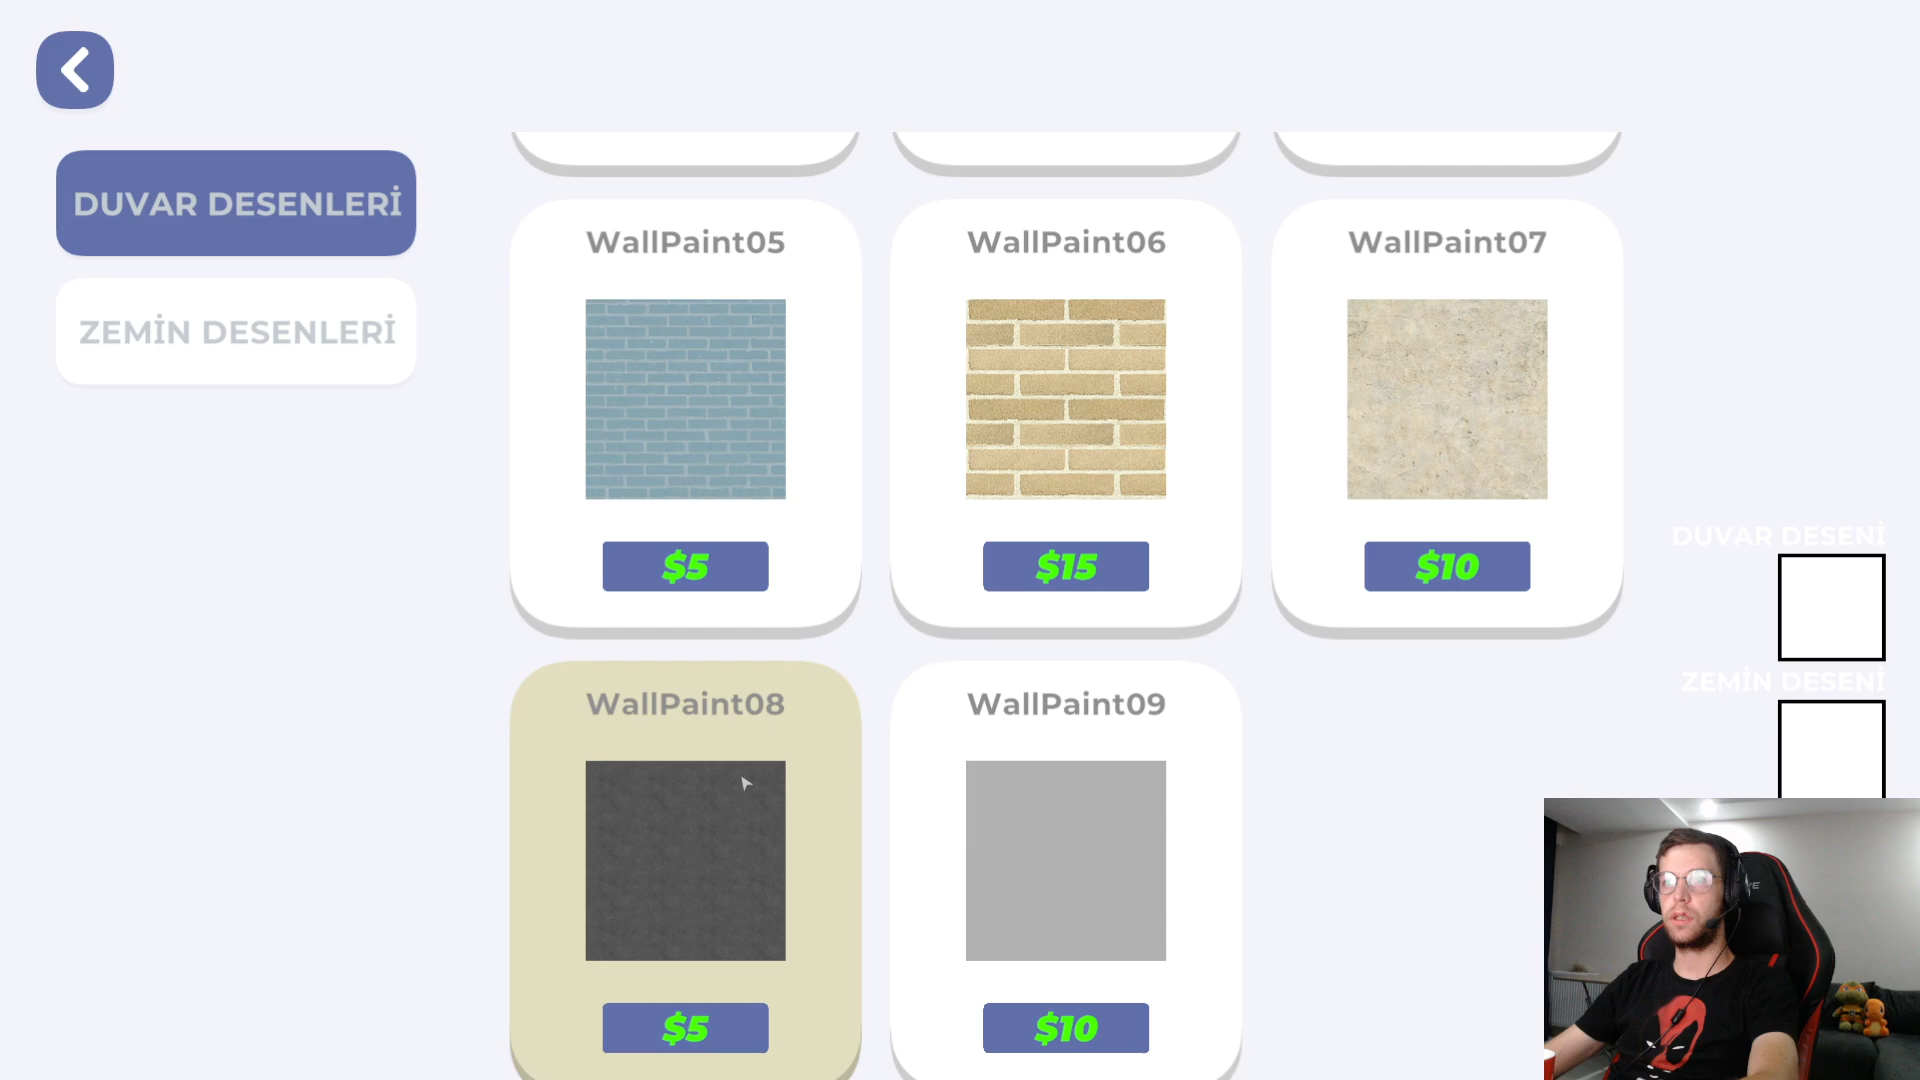 DUVAR DESENLERİ
ZEMİN DESENLERİ
WallPaint05
WallPaint06
WallPaint07
$5
$15
$10
DUVAR DESENİ
ZEMİN DESENİ
WallPaint08
WallPaint09
$5
$10